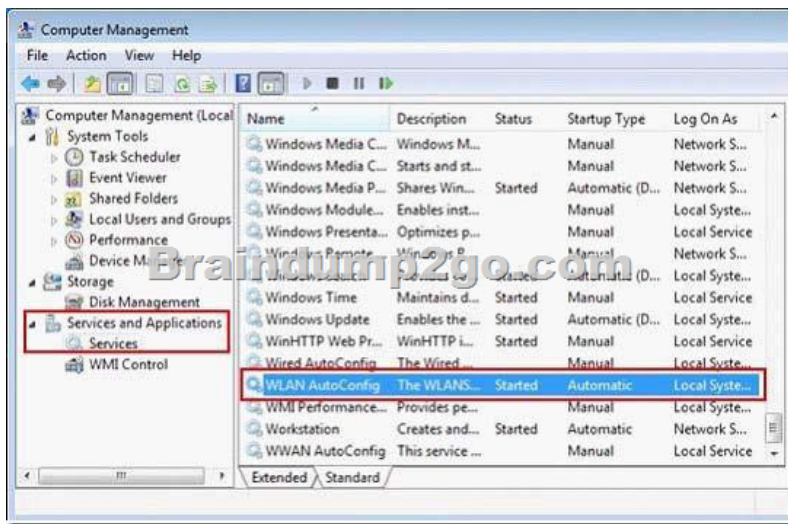 Computer Management
File Action View Help
Computer Management (Local
System Tools
Task Scheduler
Event Viewer
Shared Folders
Local Users and Groups
Performance
Device
Storage
Disk Management
Services and Applications
Services
WMI Control
Name Description Status Startup Type Log On As
Windows Media C... Windows M... Manual Network S...
Windows Media C... Starts and st... Manual Network S...
Windows Media P... Shares Win... Started Automatic (D... Network S...
Windows Module... Enables inst... Manual Local Syste...
Windows Presenta... Optimizes p... Manual Local Service
Windows Remote Manual Network S...
Automatic (D... Local Syste...
Braindump2go.com
Windows Time Maintains d... Started Manual Local Service
Windows Update Enables the ... Started Automatic (D... Local Syste...
WinHTTP Web Pr... WinHTTP i... Started Manual Local Service
Wired AutoConfig The Wired ... Manual Local Syste...
WLAN AutoConfig The WLANS... Started Automatic Local Syste...
WMI Performance... Provides pe... Manual Local Syste...
Workstation Creates and... Started Automatic Network S...
WWAN AutoConfig This service ... Manual Local Service
Extended Standard